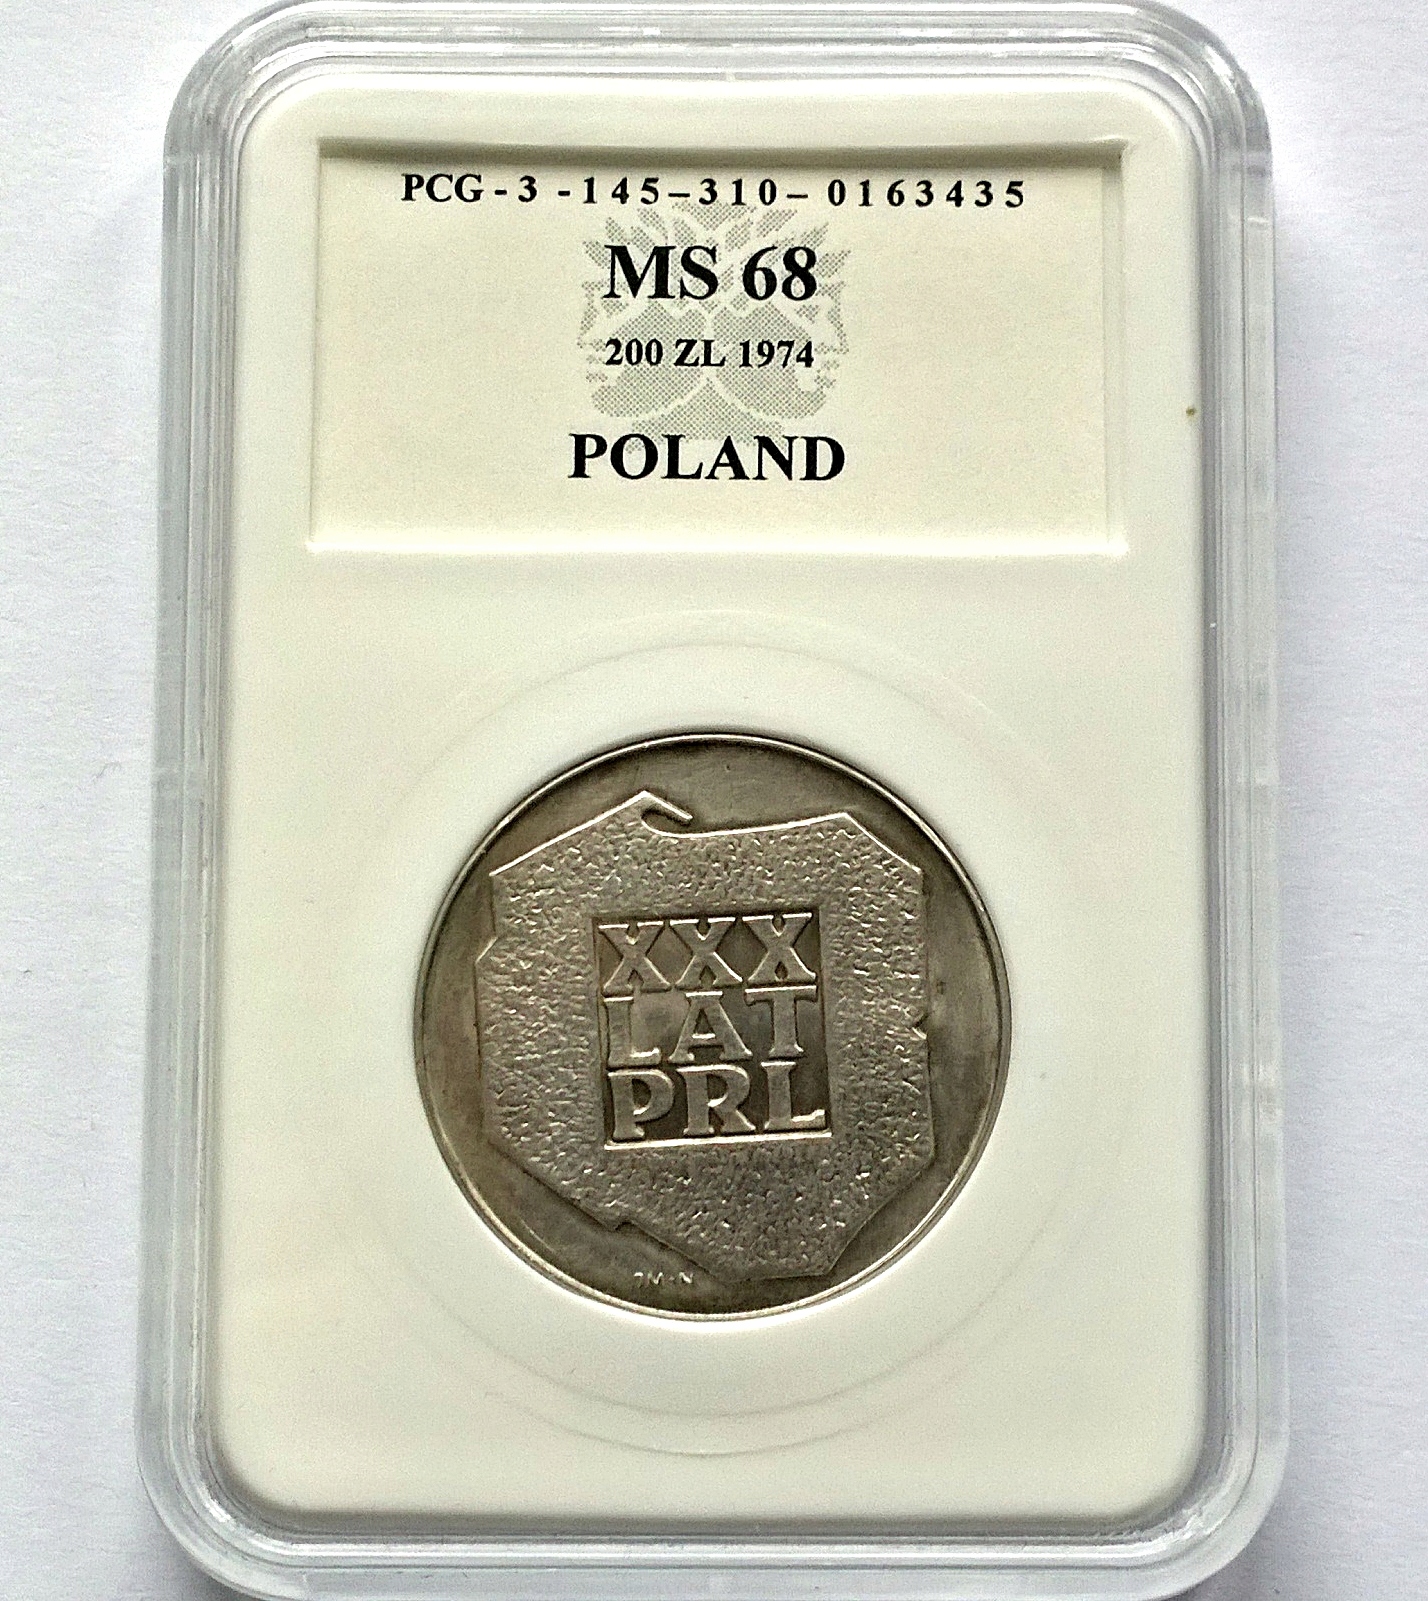 PCG - 3 - 145 - 310 - 0163435
MS 68
200 ZL 1974
POLAND
XXX
LAT
PRL